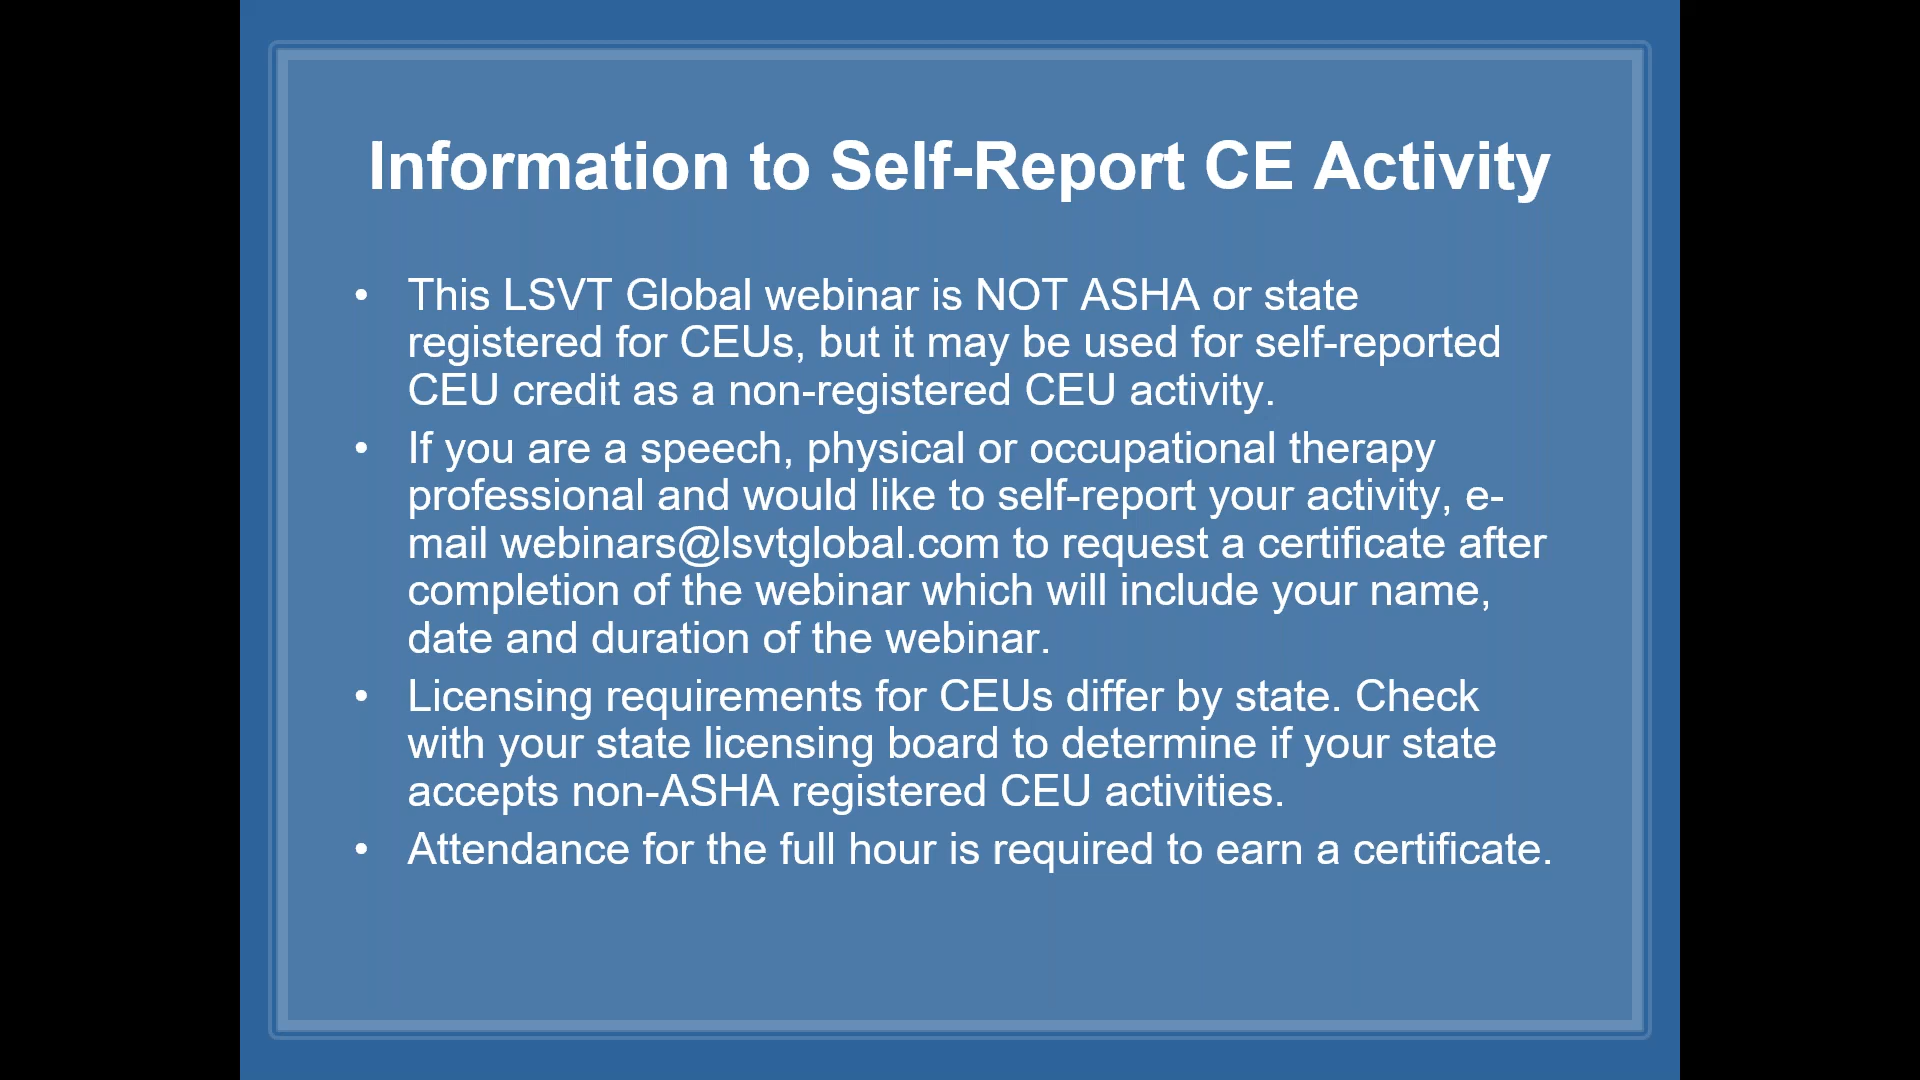 Information to Self-Report CE Activity
• This LSVT Global webinar is NOT ASHA or state
registered for CEUs, but it may be used for self-reported
CEU credit as a non-registered CEU activity.
• If you are a speech, physical or occupational therapy
professional and would like to self-report your activity, e-
mail webinars@lsvtglobal.com to request a certificate after
completion of the webinar which will include your name,
date and duration of the webinar.
• Licensing requirements for CEUs differ by state. Check
with your state licensing board to determine if your state
accepts non-ASHA registered CEU activities.
• Attendance for the full hour is required to earn a certificate.